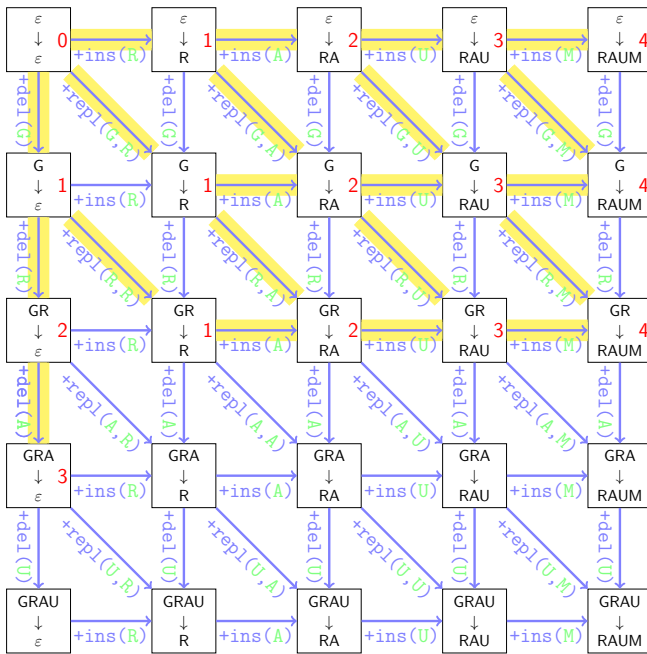 ε ε ε ε ε
↓ 0 ↓ 1 ↓ 2 ↓ 3 ↓ 4
ε +ins(R) R +ins(A) RA +ins(U) RAU +ins(M) RAUM
+del(G) +repl(G,R) +del(G) +repl(G,A) +del(G) +repl(G,U) +del(G) +repl(G,M) +del(G)
G G G G G
↓ 1 ↓ 1 ↓ 2 ↓ 3 ↓ 4
ε +ins(R) R +ins(A) RA +ins(U) RAU +ins(M) RAUM
+del(R) +repl(R,R) +del(R) +repl(R,A) +del(R) +repl(R,U) +del(R) +repl(R,M) +del(R)
GR GR GR GR GR
↓ 2 ↓ 1 ↓ 2 ↓ 3 ↓ 4
ε +ins(R) R +ins(A) RA +ins(U) RAU +ins(M) RAUM
+del(A) +repl(A,R) +del(A) +repl(A,A) +del(A) +repl(A,U) +del(A) +repl(A,M) +del(A)
GRA GRA GRA GRA GRA
↓ 3 ↓ ↓ ↓ ↓
ε +ins(R) R +ins(A) RA +ins(U) RAU +ins(M) RAUM
+del(U) +repl(U,R) +del(U) +repl(U,A) +del(U) +repl(U,U) +del(U) +repl(U,M) +del(U)
GRAU GRAU GRAU GRAU GRAU
↓ ↓ ↓ ↓ ↓
ε +ins(R) R +ins(A) RA +ins(U) RAU +ins(M) RAUM